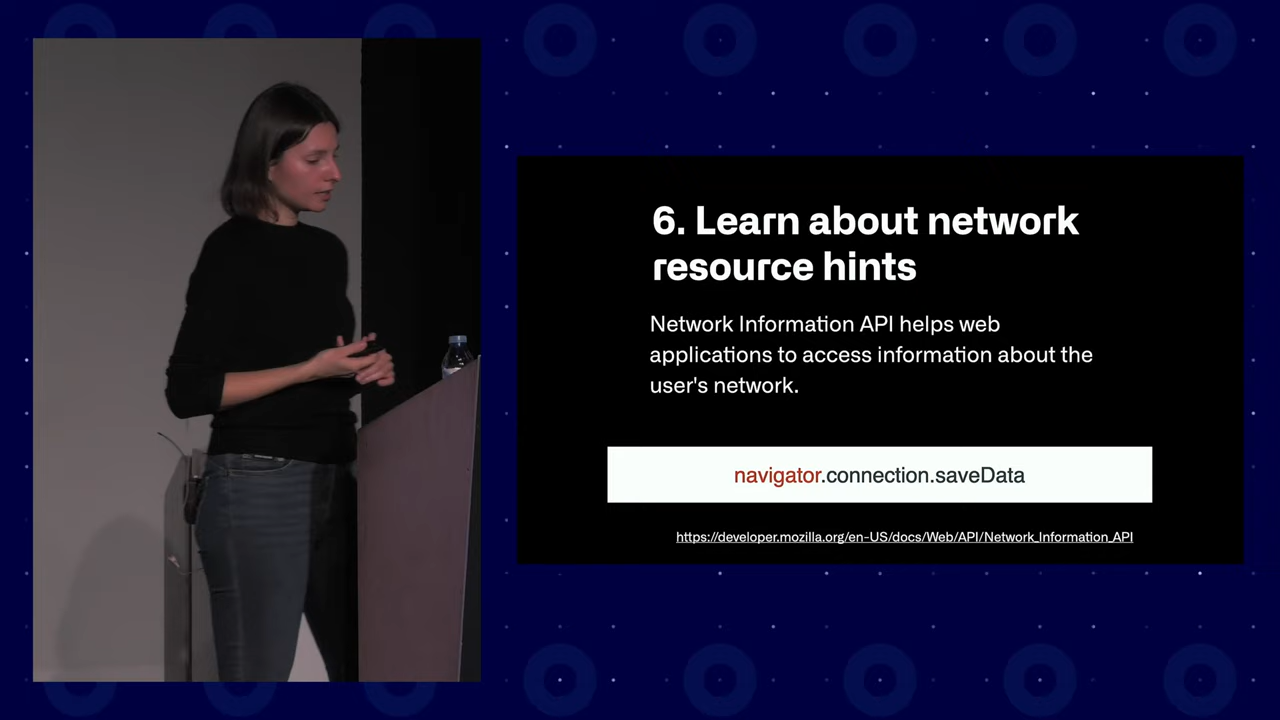 6. Learn about network
resource hints
Network Information API helps web
applications to access information about the
user's network.
navigator.connection.saveData
https://developer.mozilla.org/en-US/docs/Web/API/Network_Information_API